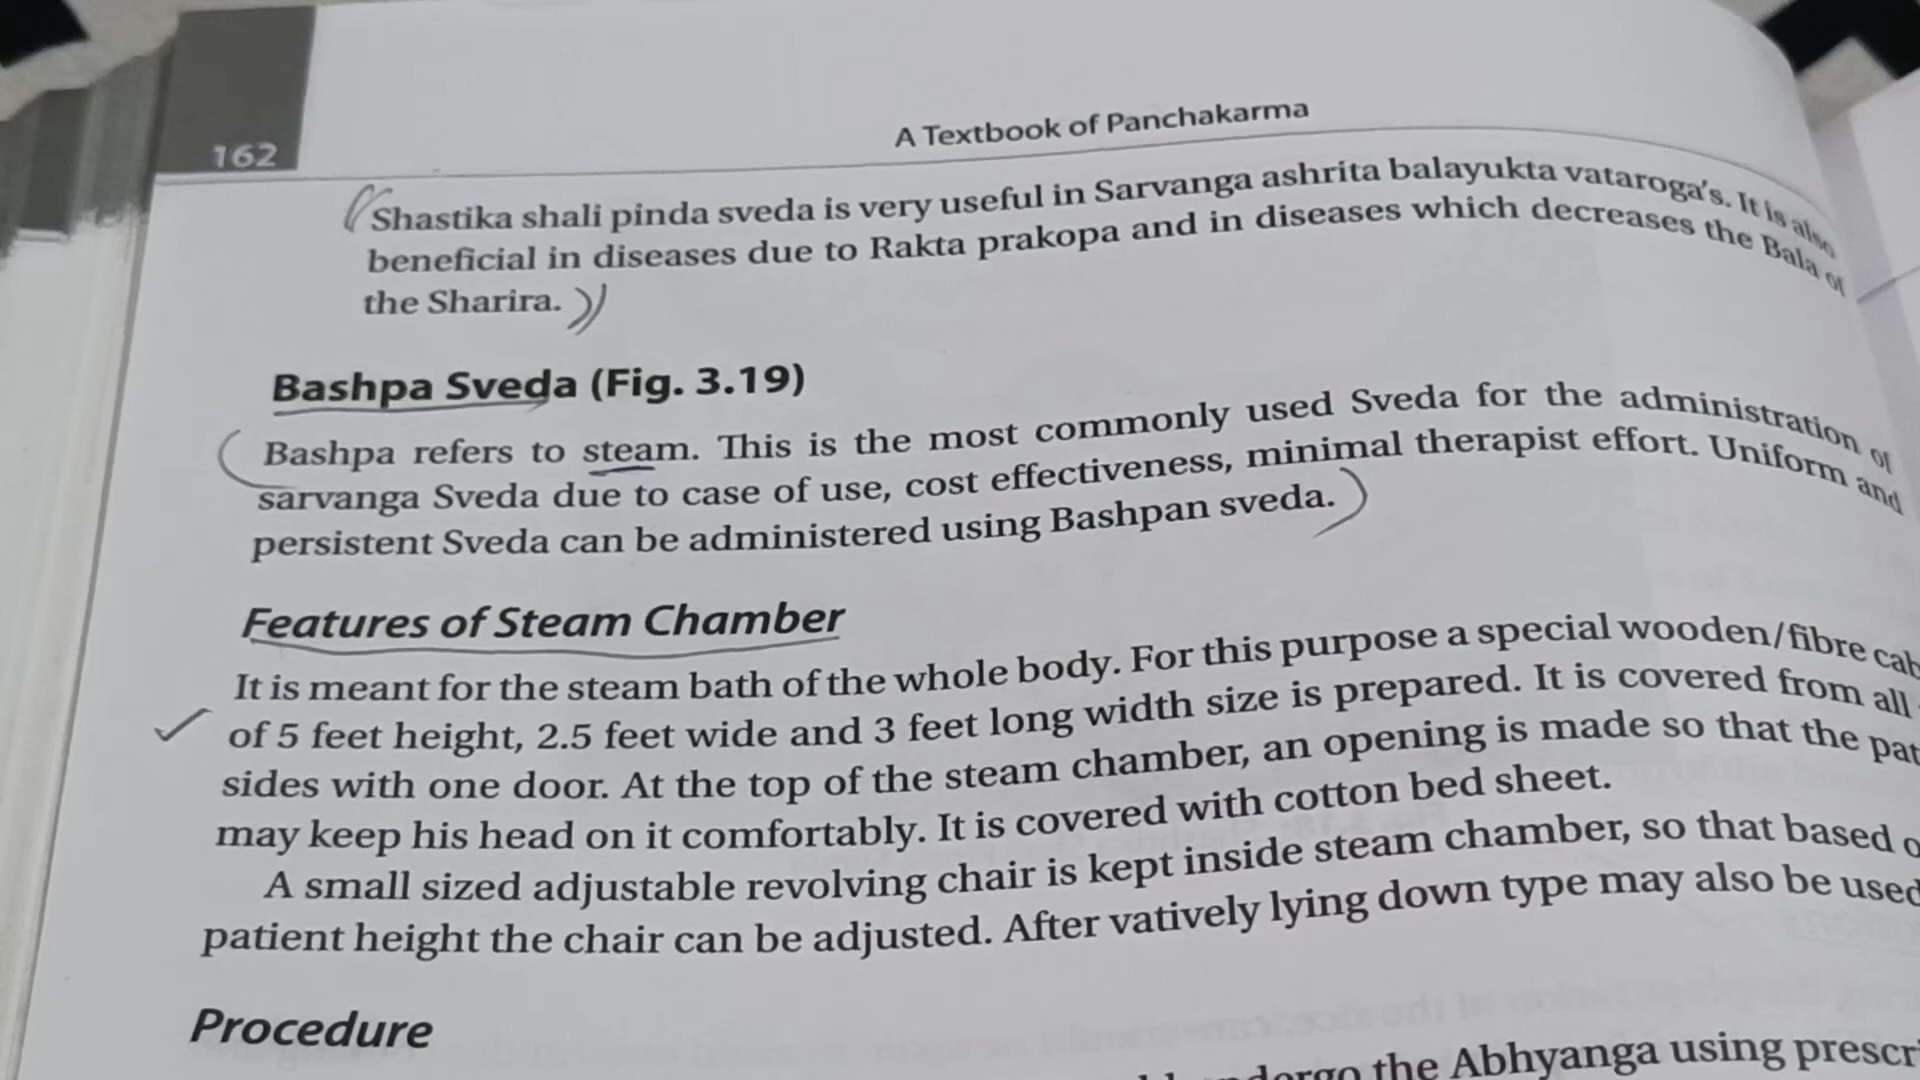 162
A Textbook of Panchakarma
Shastika shali pinda sveda is very useful in Sarvanga ashrita balayukta vataroga's. It is also
beneficial in diseases due to Rakta prakopa and in diseases which decreases the Bala of
the Sharira.
Bashpa Sveda (Fig. 3.19)
Bashpa refers to steam. This is the most commonly used Sveda for the administration of
sarvanga Sveda due to case of use, cost effectiveness, minimal therapist effort. Uniform and
persistent Sveda can be administered using Bashpan sveda.
Features of Steam Chamber
It is meant for the steam bath of the whole body. For this purpose a special wooden/fibre cab
of 5 feet height, 2.5 feet wide and 3 feet long width size is prepared. It is covered from all
sides with one door. At the top of the steam chamber, an opening is made so that the pat
may keep his head on it comfortably. It is covered with cotton bed sheet.
A small sized adjustable revolving chair is kept inside steam chamber, so that based o
patient height the chair can be adjusted. After vatively lying down type may also be used
Procedure
the Abhyanga using prescr